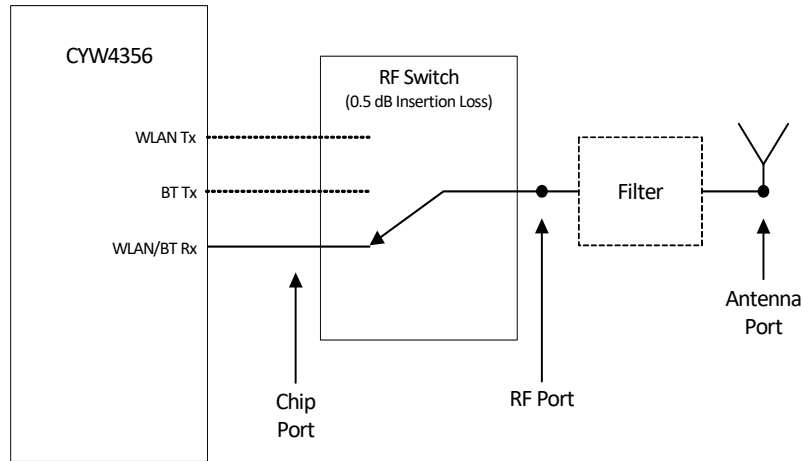 CYW4356
RF Switch
(0.5 dB Insertion Loss)
WLAN Tx
BT Tx
WLAN/BT Rx
Filter
Antenna
Port
RF Port
Chip
Port